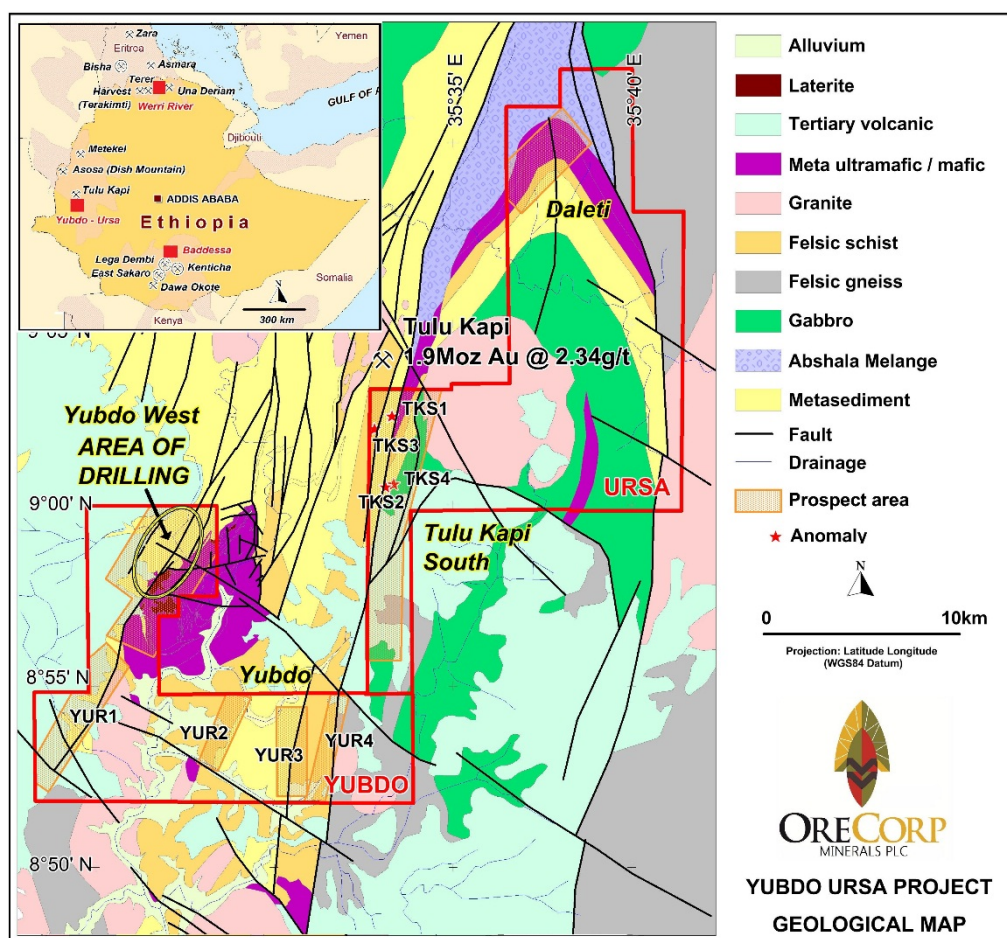 Zara
Eritrea
Yemen
Bisha
Asmara
Terer
Harvest
(Terakimti)
Una Deriam
Werri River
Djibouti
Metekel
Asosa (Dish Mountain)
Tulu Kapi
ADDIS ABABA
Yubdo - Ursa
Ethiopia
Baddessa
Lega Dembi
East Sakaro
Kenticha
Dawa Okote
Somalia
Kenya
N
300 km
35°35' E
35°40' E
Daleti
Tulu Kapi
1.9Moz Au @ 2.34g/t
TKS1
TKS3
TKS4
TKS2
URSA
Yubdo West
AREA OF
DRILLING
9°00' N
Tulu Kapi
South
8°55' N
Yubdo
YUR1
YUR2
YUR3
YUR4
YUBDO
8°50' N
Alluvium
Laterite
Tertiary volcanic
Meta ultramafic / mafic
Granite
Felsic schist
Felsic gneiss
Gabbro
Abshala Melange
Metasediment
Fault
Drainage
Prospect area
Anomaly
N
0 10km
Projection: Latitude Longitude
(WGS84 Datum)
ORECORP
MINERALS PLC
YUBDO URSA PROJECT
GEOLOGICAL MAP